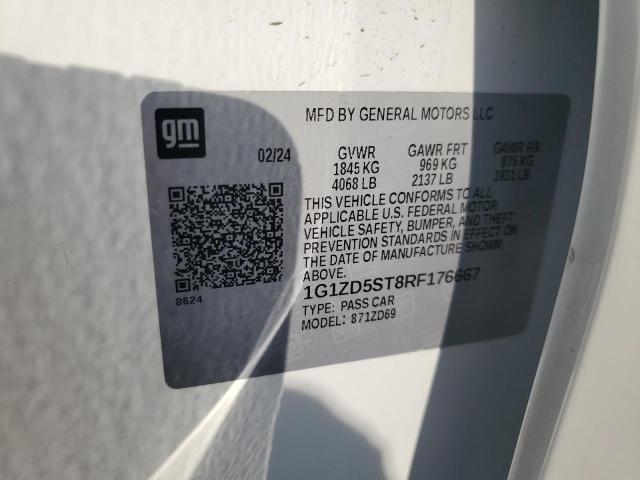 gm
MFD BY GENERAL MOTORS LLC
02/24
GVWR GAWR FRT GAWR RR
1845 KG 969 KG 876 KG
4068 LB 2137 LB 1931 LB
THIS VEHICLE CONFORMS TO ALL
APPLICABLE U.S. FEDERAL MOTOR
VEHICLE SAFETY, BUMPER, AND THEFT
PREVENTION STANDARDS IN EFFECT ON
THE DATE OF MANUFACTURE SHOWN
ABOVE.
8624
1G1ZD5ST8RF176667
TYPE: PASS CAR
MODEL: 871ZD69